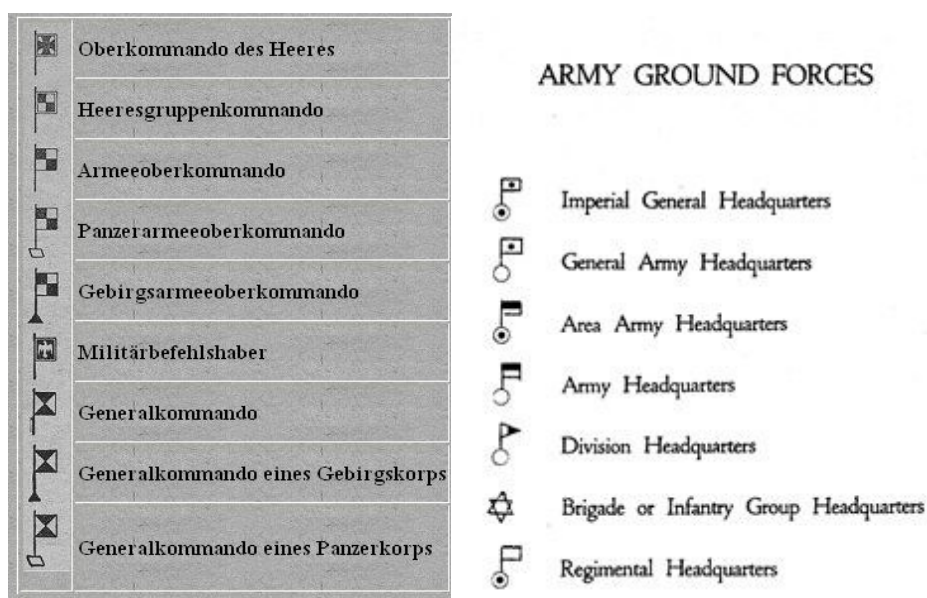 Oberkommando des Heeres
Heeresgruppenkommando
Armeeoberkommando
Panzerarmeeoberkommando
Gebirgsarmeeoberkommando
Militärbefehlshaber
Generalkommando
Generalkommando eines Gebirgskorps
Generalkommando eines Panzerkorps
ARMY GROUND FORCES
Imperial General Headquarters
General Army Headquarters
Area Army Headquarters
Army Headquarters
Division Headquarters
Brigade or Infantry Group Headquarters
Regimental Headquarters